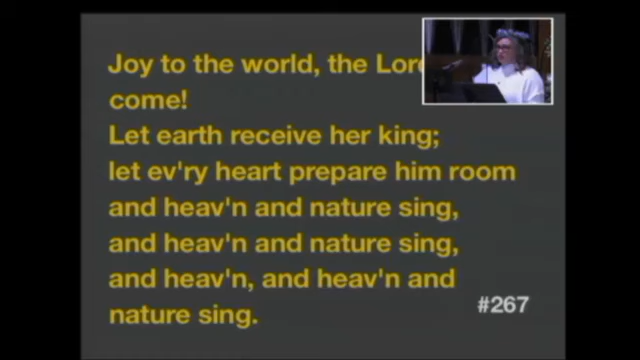 Joy to the world, the Lor
come!
Let earth receive her king;
let ev'ry heart prepare him room
and heav'n and nature sing,
and heav'n and nature sing,
and heav'n, and heav'n and
nature sing.
#267